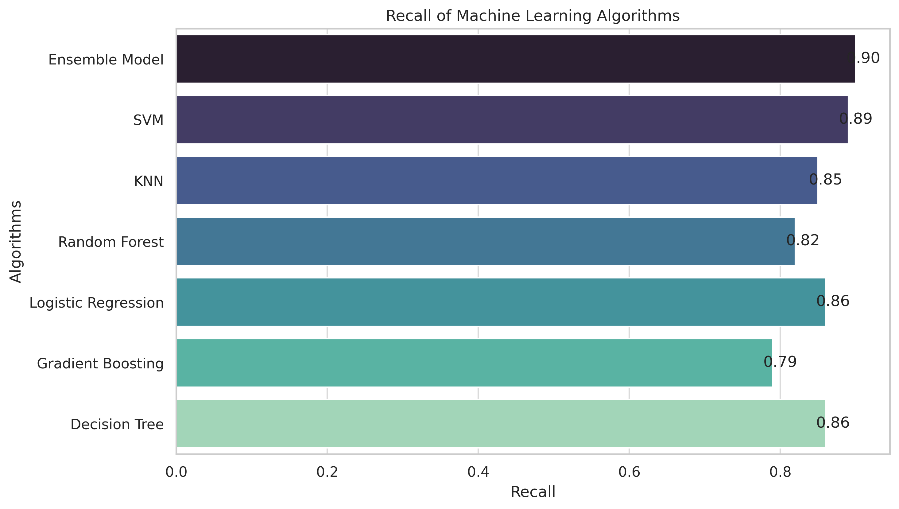 Recall of Machine Learning Algorithms
Ensemble Model
.90
SVM
0.89
KNN
0.85
Algorithms
Random Forest
0.82
Logistic Regression
0.86
Gradient Boosting
0.79
Decision Tree
0.86
0.0 0.2 0.4 0.6 0.8
Recall